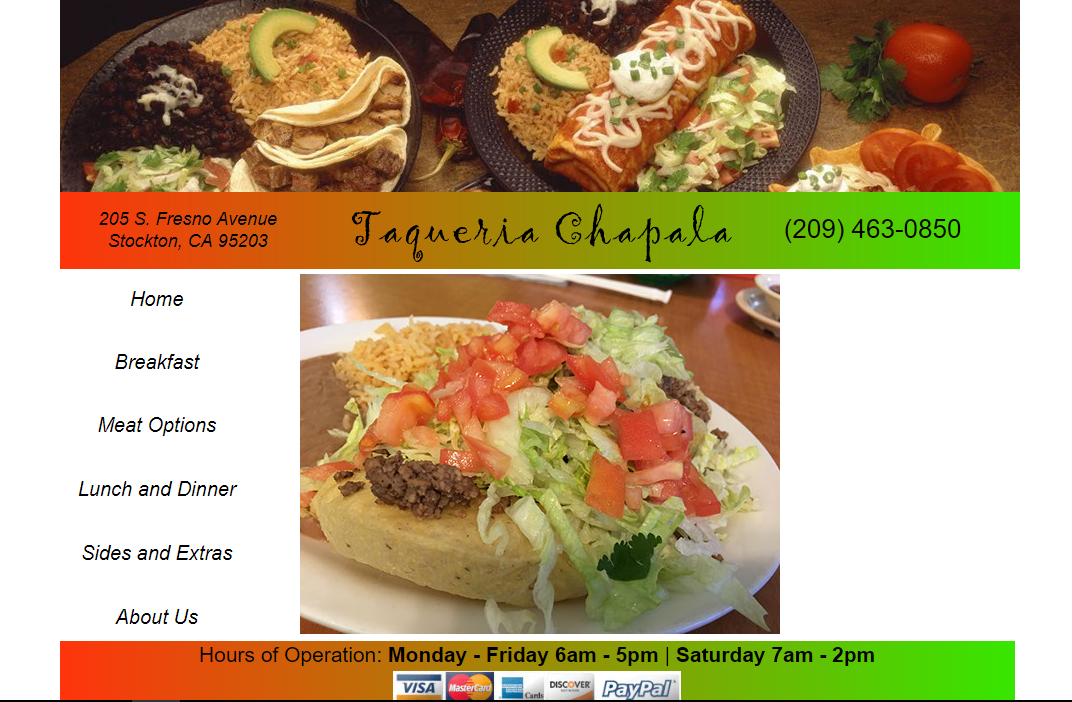 205 S. Fresno Avenue
Stockton, CA 95203
Taqueria Chapala
(209) 463-0850
Home
Breakfast
Meat Options
Lunch and Dinner
Sides and Extras
About Us
Hours of Operation: Monday - Friday 6am - 5pm | Saturday 7am - 2pm
VISA MasterCard Cards DISCOVER PayPal